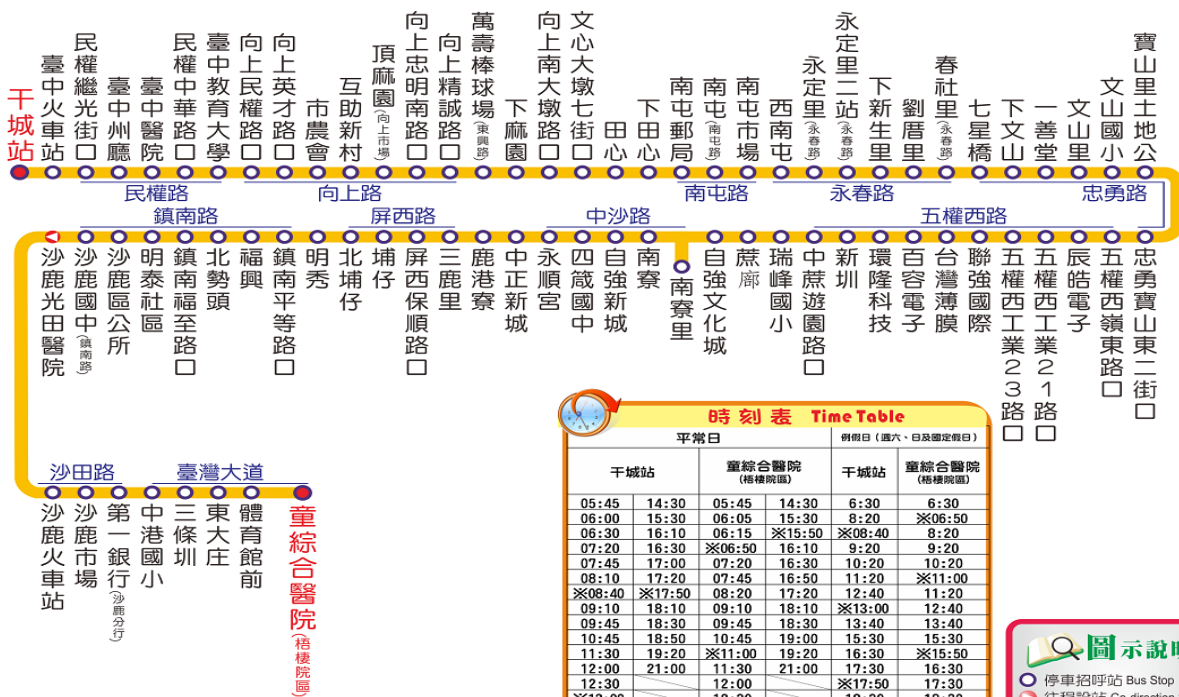 干城站
臺中火車站
民權繼光街口
臺中州廳
臺中醫院
民權中華路口
臺中教育大學
向上民權路口
向上英才路口
市農會
互助新村
頂麻園(向上市場)
向上忠明南路口
向上精誠路口
萬壽棒球場(東興路)
下麻園
向上南大墩路口
文心大墩七街口
田心
下田心
南屯郵局
南屯(南屯路)
南屯市場
西南屯
永定里(永春路)
永定里二站(永春路)
下新生里
劉厝里
春社里(永春路)
七星橋
下文山
一善堂
文山里
文山國小
寶山里土地公
民權路 向上路 南屯路 永春路 忠勇路
鎮南路 屏西路 中沙路 五權西路
沙鹿光田醫院
沙鹿國中(鎮南路)
沙鹿區公所
明泰社區
鎮南福至路口
北勢頭
福興
鎮南平等路口
明秀
北埔仔
埔仔
屏西保順路口
三鹿里
鹿港寮
中正新城
永順宮
四箴國中
自強新城
南寮
南寮里
自強文化城
蔗廍
瑞峰國小
中蔗遊園路口
新圳
環隆科技
百容電子
台灣薄膜
聯強國際
五權西工業23路口
五權西工業21路口
辰皓電子
五權西嶺東路口
忠勇寶山東二街口
沙田路 臺灣大道
沙鹿火車站
沙鹿市場
第一銀行(沙鹿分行)
中港國小
三條圳
東大庄
體育館前
童綜合醫院(梧棲院區)
時刻表 Time Table
平常日 例假日(週六、日及國定假日)
干城站 童綜合醫院(梧棲院區) 干城站 童綜合醫院(梧棲院區)
05:45 14:30 05:45 14:30 6:30 6:30
06:00 15:30 06:05 15:30 8:20 ※06:50
06:30 16:10 06:15 ※15:50 ※08:40 8:20
07:20 16:30 ※06:50 16:10 9:20 9:20
07:45 17:00 07:20 16:30 10:20 10:20
08:10 17:20 07:45 16:50 11:20 ※11:00
※08:40 ※17:50 08:20 17:20 12:40 11:20
09:10 18:10 09:10 18:10 ※13:00 12:40
09:45 18:30 09:45 18:30 13:40 13:40
10:45 18:50 10:45 19:00 15:30 15:30
11:30 19:20 ※11:00 19:20 16:30 ※15:50
12:00 21:00 11:30 21:00 17:30 16:30
12:30 12:00 ※17:50 17:30
圖示說明
停車招呼站 Bus Stop